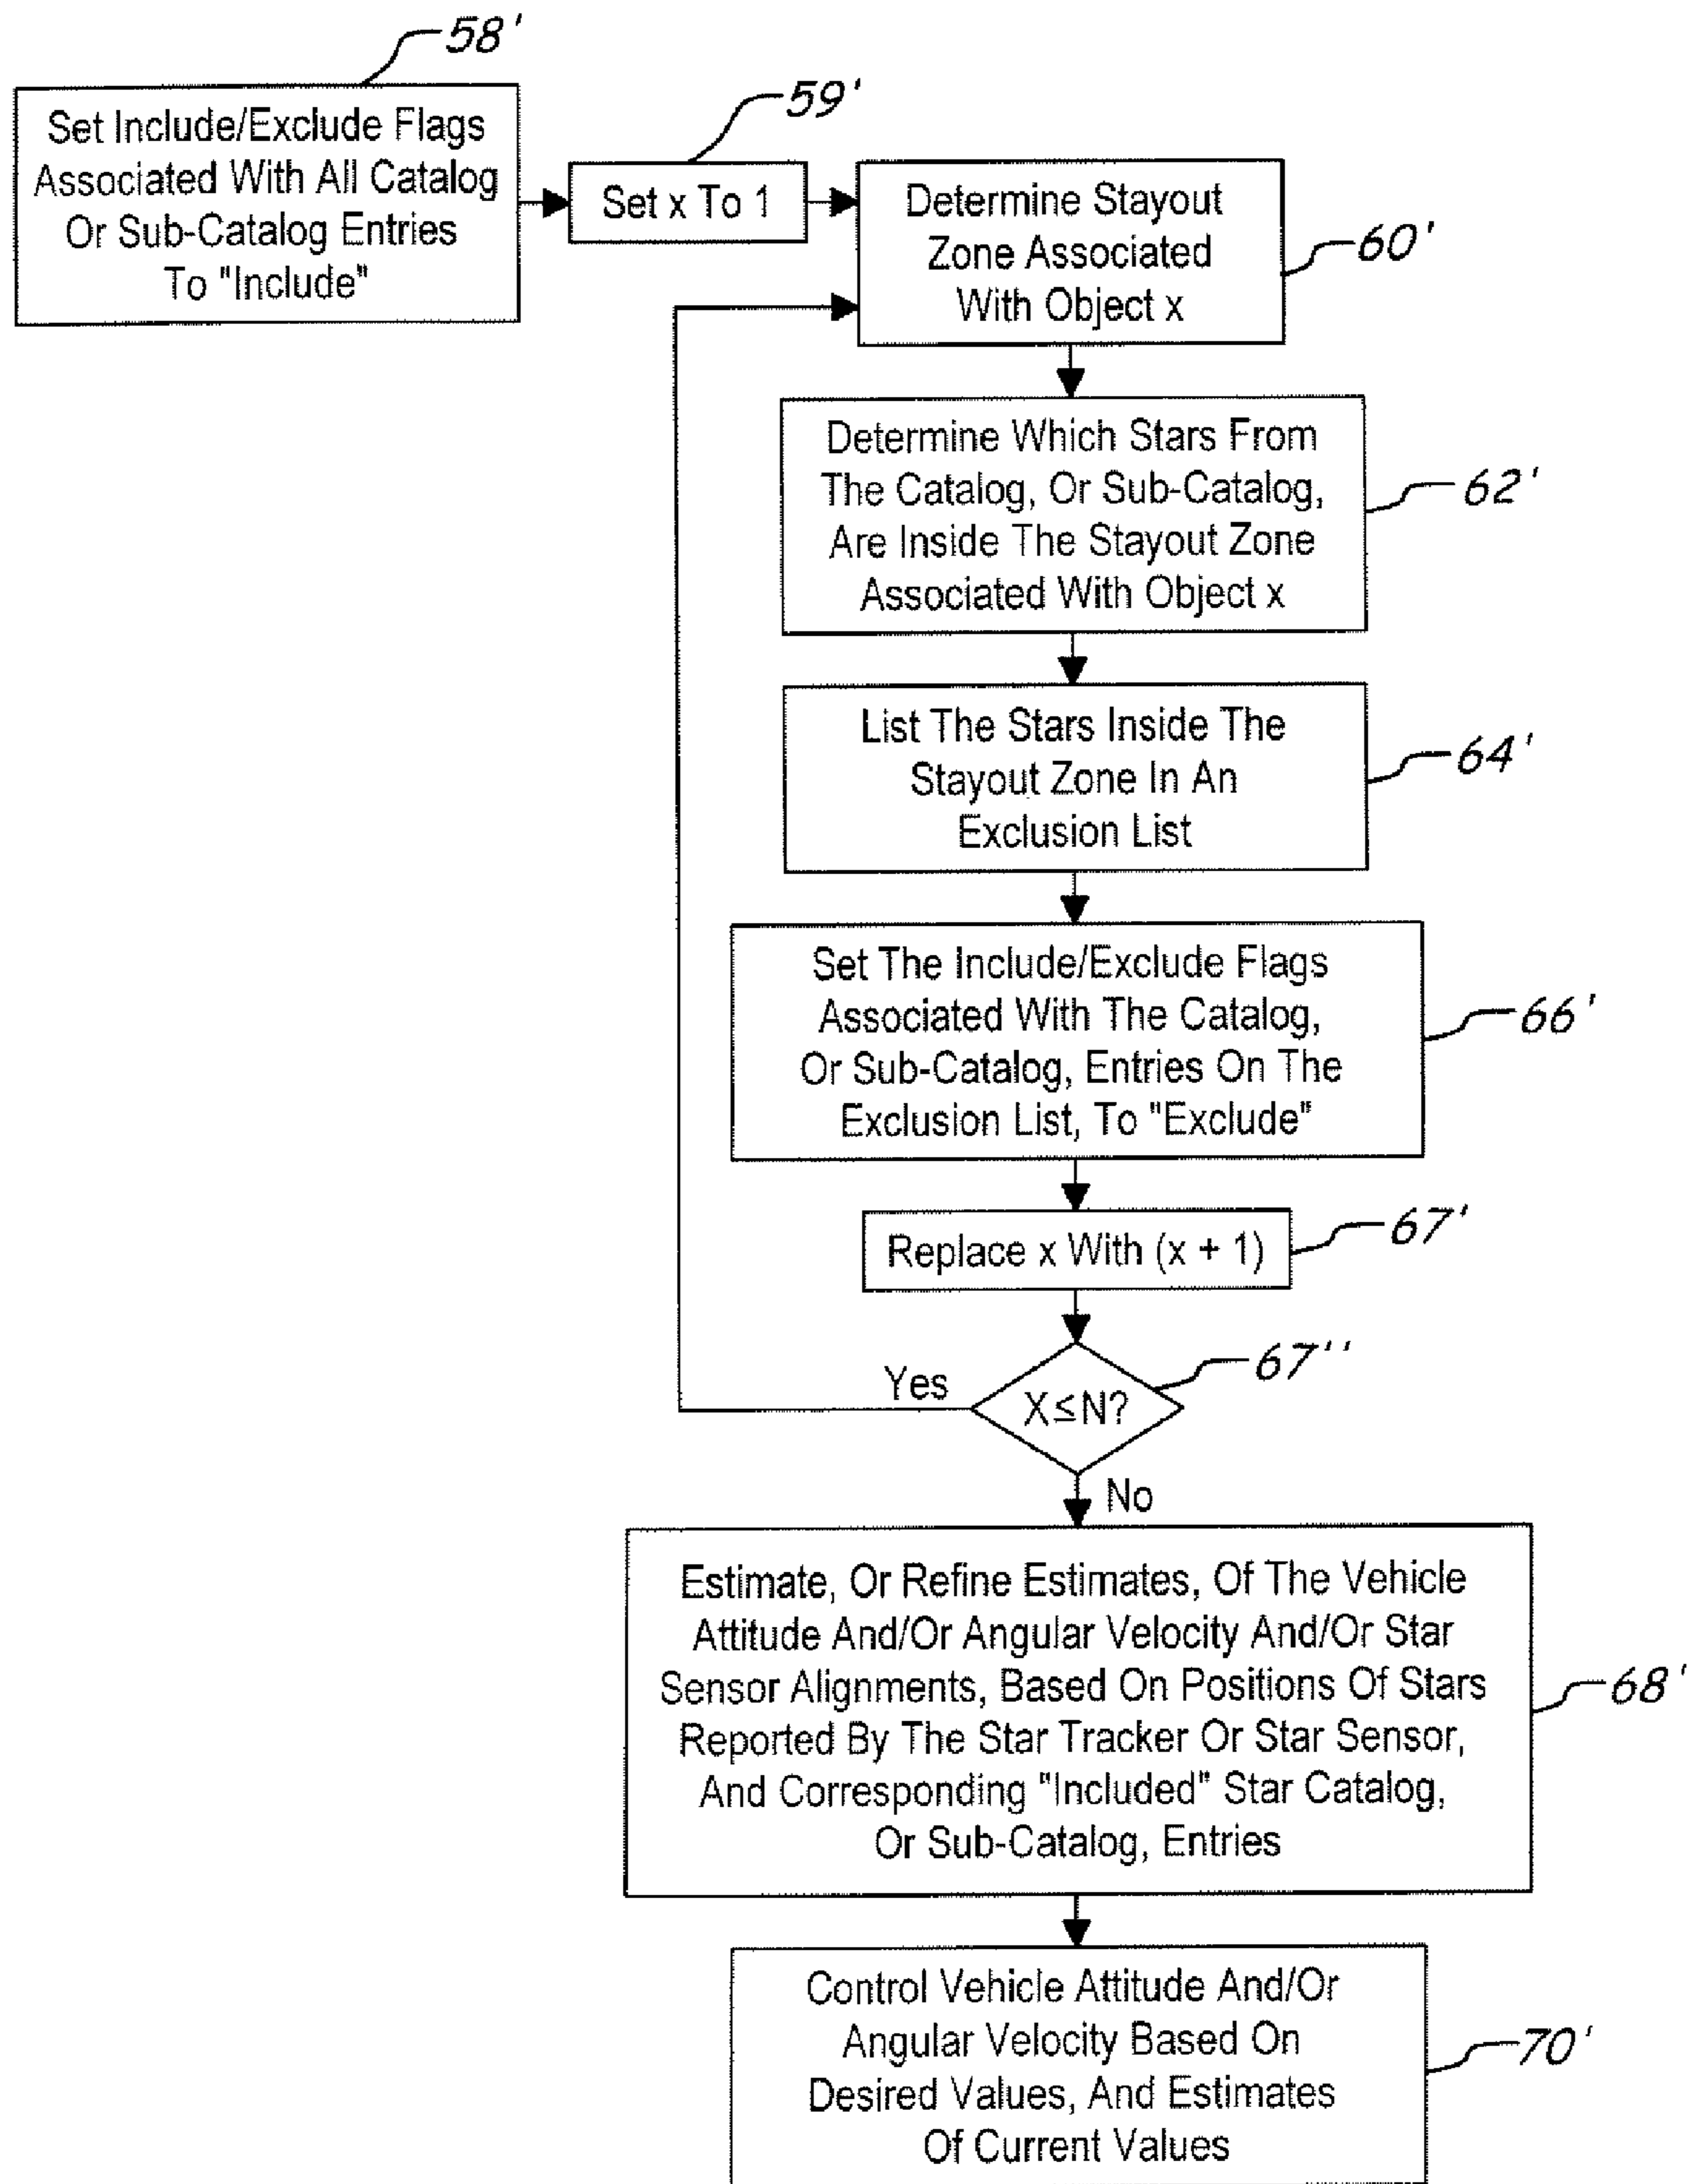 58'
Set Include/Exclude Flags
Associated With All Catalog
Or Sub-Catalog Entries
To "Include"
59'
Set x To 1
60'
Determine Stayout
Zone Associated
With Object x
62'
Determine Which Stars From
The Catalog, Or Sub-Catalog,
Are Inside The Stayout Zone
Associated With Object x
64'
List The Stars Inside The
Stayout Zone In An
Exclusion List
66'
Set The Include/Exclude Flags
Associated With The Catalog,
Or Sub-Catalog, Entries On The
Exclusion List, To "Exclude"
67'
Replace x With (x + 1)
67''
X≤N?
Yes
No
68'
Estimate, Or Refine Estimates, Of The Vehicle
Attitude And/Or Angular Velocity And/Or Star
Sensor Alignments, Based On Positions Of Stars
Reported By The Star Tracker Or Star Sensor,
And Corresponding "Included" Star Catalog,
Or Sub-Catalog, Entries
70'
Control Vehicle Attitude And/Or
Angular Velocity Based On
Desired Values, And Estimates
Of Current Values